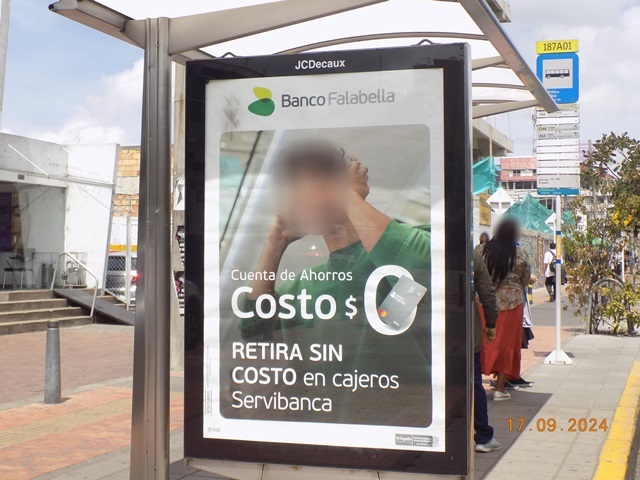 187A01
JCDecaux
Banco Falabella
Cuenta de Ahorros
Costo $ 0
RETIRA SIN
COSTO en cajeros
Servibanca
17.09.2024